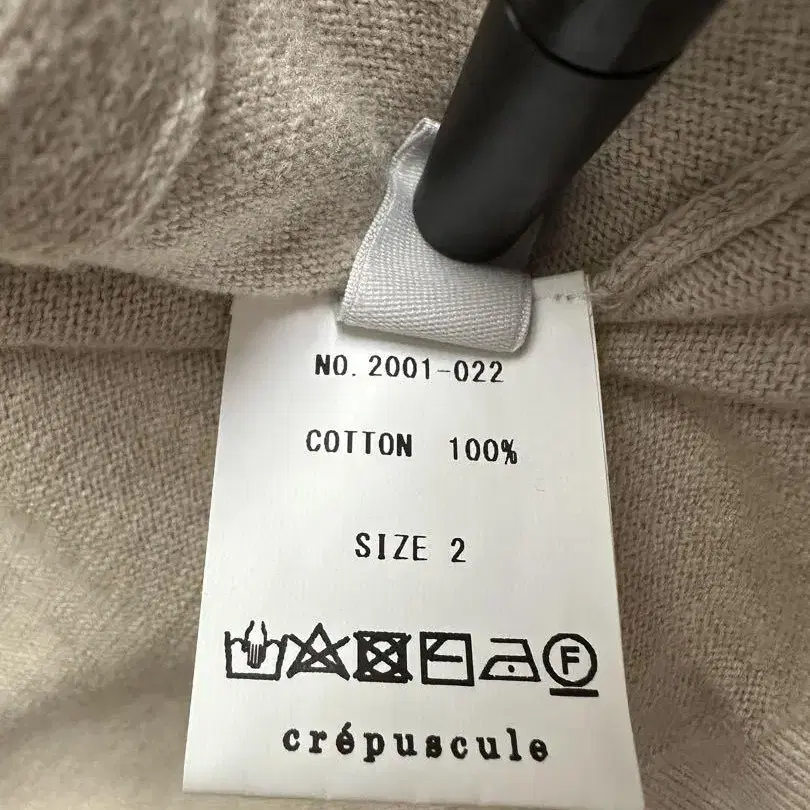 NO. 2001-022
COTTON 100%
SIZE 2
F
crépuscule